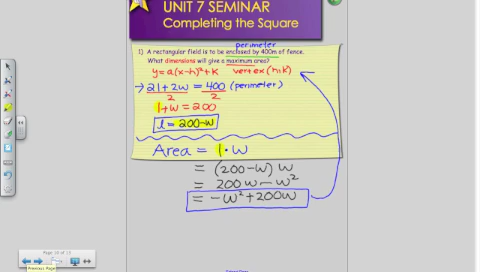 UNIT 7 SEMINAR
Completing the Square
perimeter
1) A rectangular field is to be enclosed by 400m of fence.
What dimensions will give a maximum area?
y = a(x-h)²+k vertex (h,k)
→ 2l + 2w = 400 (perimeter)
2 2
l + w = 200
l = 200-w
Area = l · w
= (200-w) w
= 200w - w²
= -w² + 200w
Previous Page